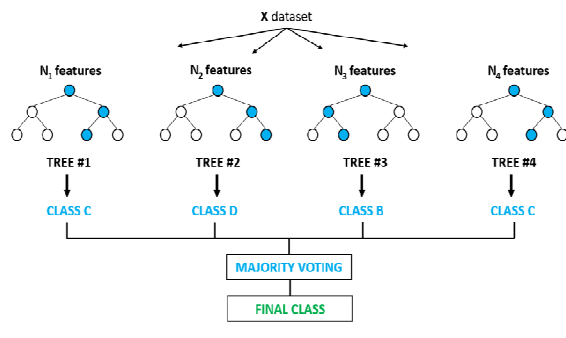 X dataset
N1 features N2 features N3 features N4 features
TREE #1 TREE #2 TREE #3 TREE #4
CLASS C CLASS D CLASS B CLASS C
MAJORITY VOTING
FINAL CLASS